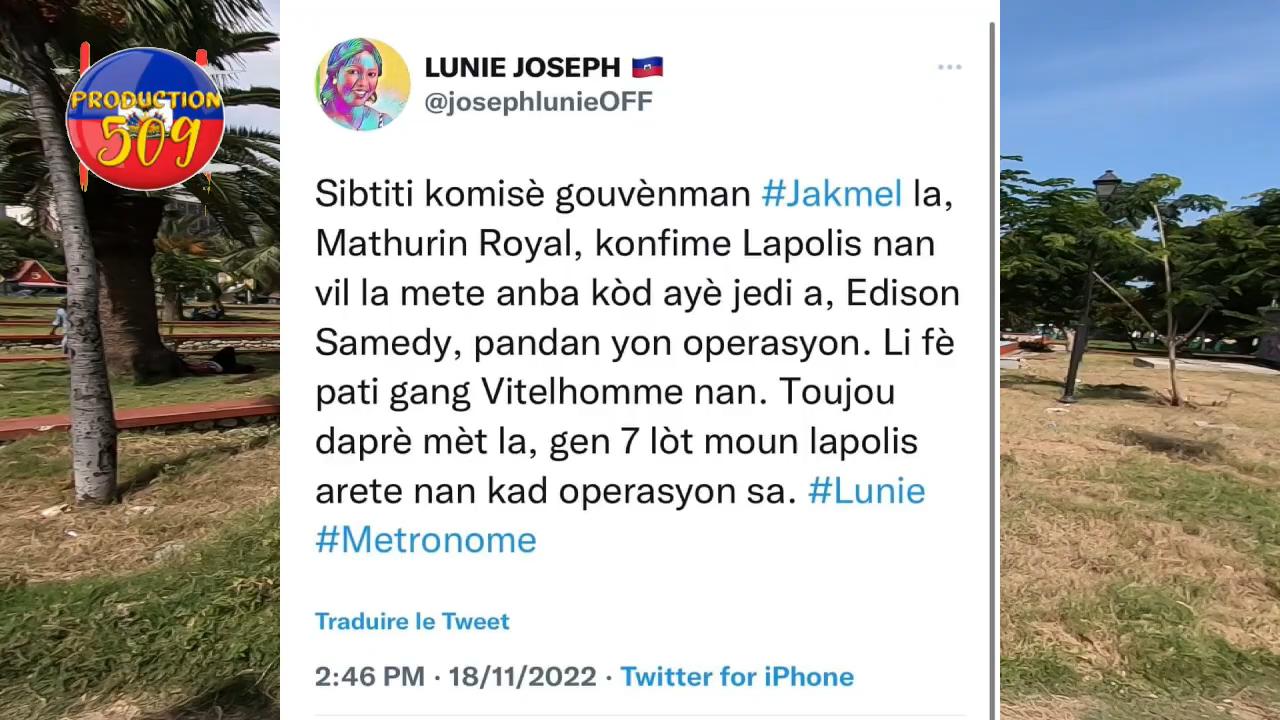 PRODUCTION
509
LUNIE JOSEPH 🇭🇹
@josephlunieOFF
Sibtiti komisè gouvènman #Jakmel la,
Mathurin Royal, konfime Lapolis nan
vil la mete anba kòd ayè jedi a, Edison
Samedy, pandan yon operasyon. Li fè
pati gang Vitelhomme nan. Toujou
daprè mèt la, gen 7 lòt moun lapolis
arete nan kad operasyon sa. #Lunie
#Metronome
Traduire le Tweet
2:46 PM · 18/11/2022 · Twitter for iPhone